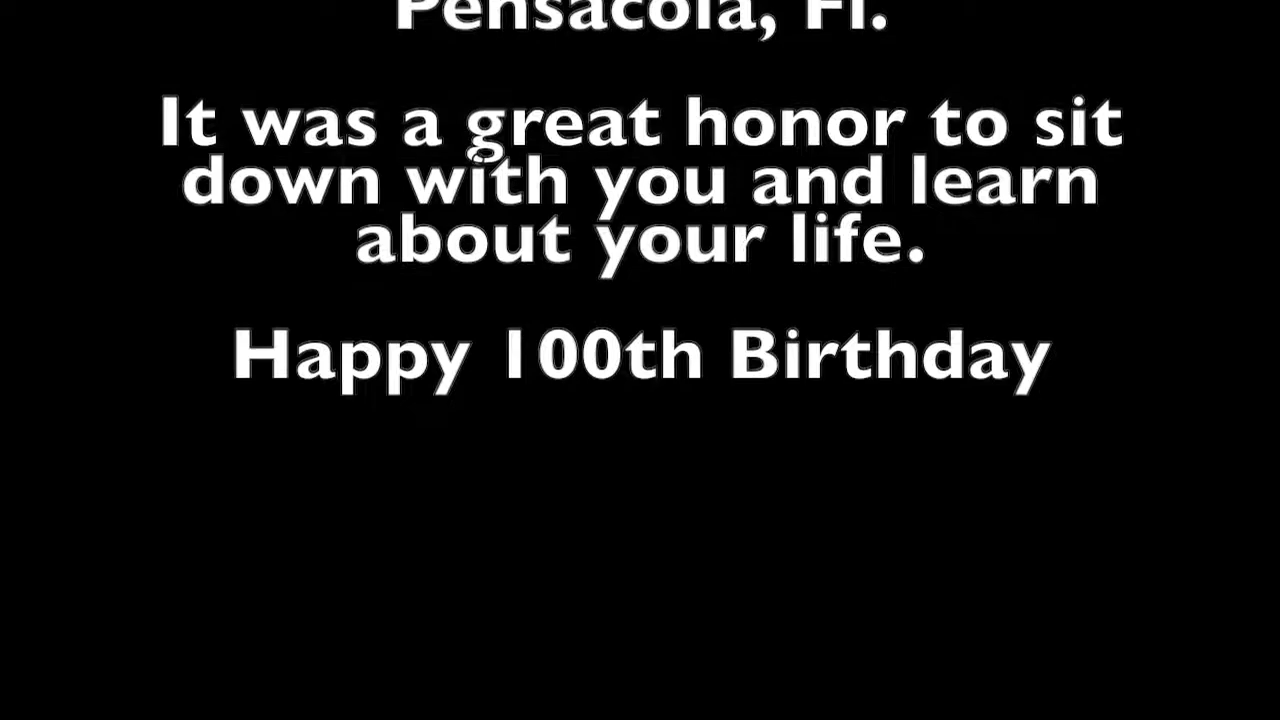 Pensacola, Fl.
It was a great honor to sit
down with you and learn
about your life.
Happy 100th Birthday